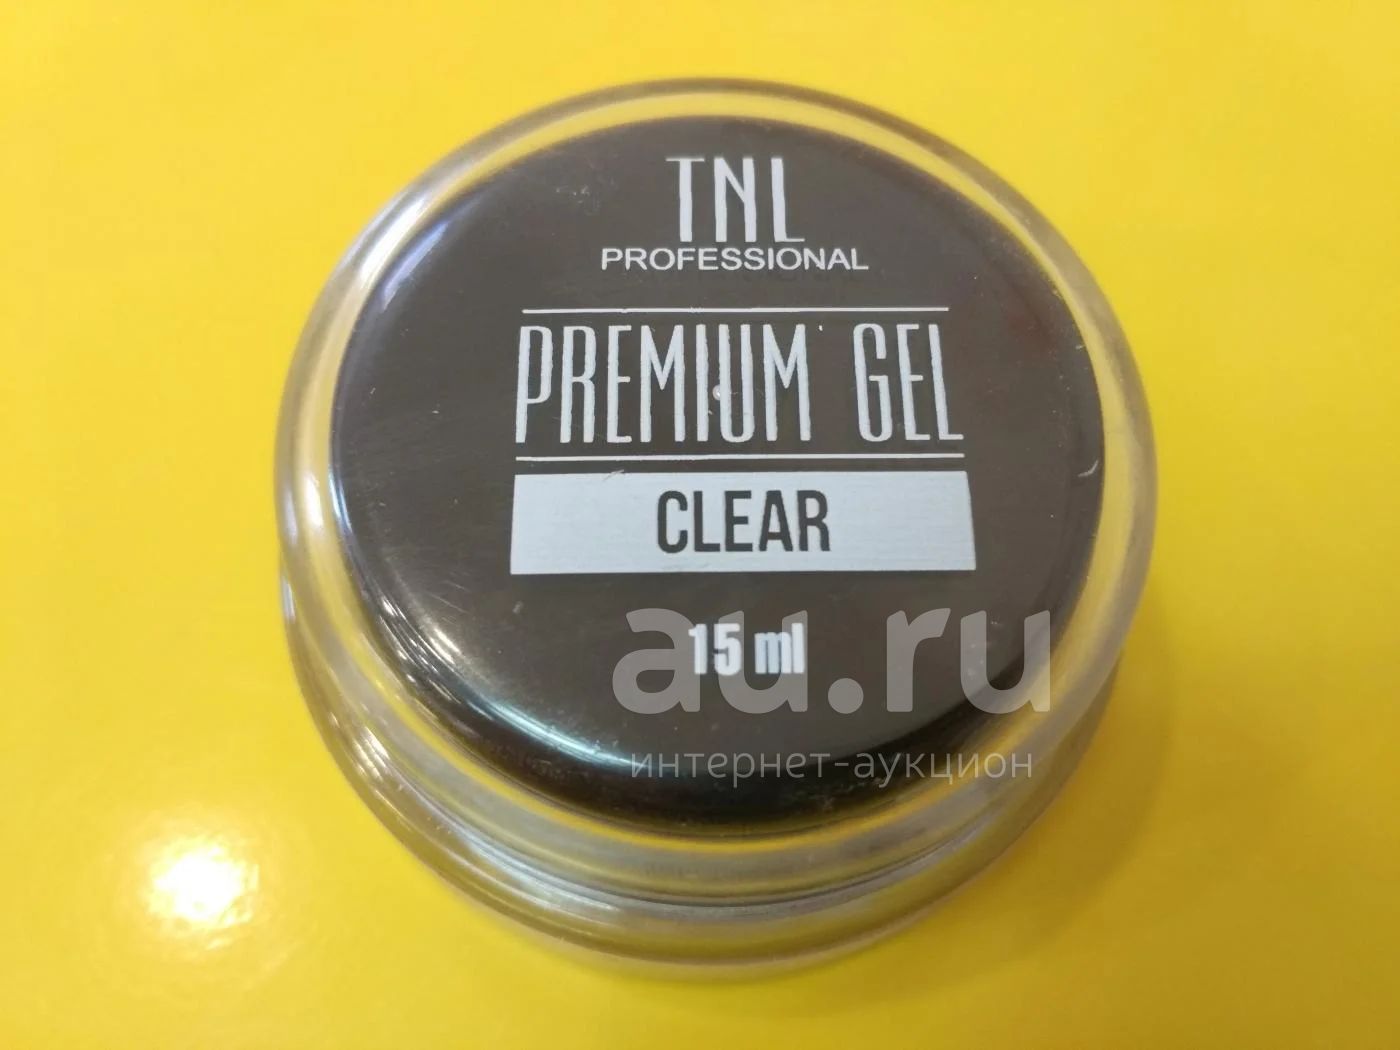 TNL
PROFESSIONAL
PREMIUM GEL
CLEAR
15 ml
au.ru
интернет-аукцион